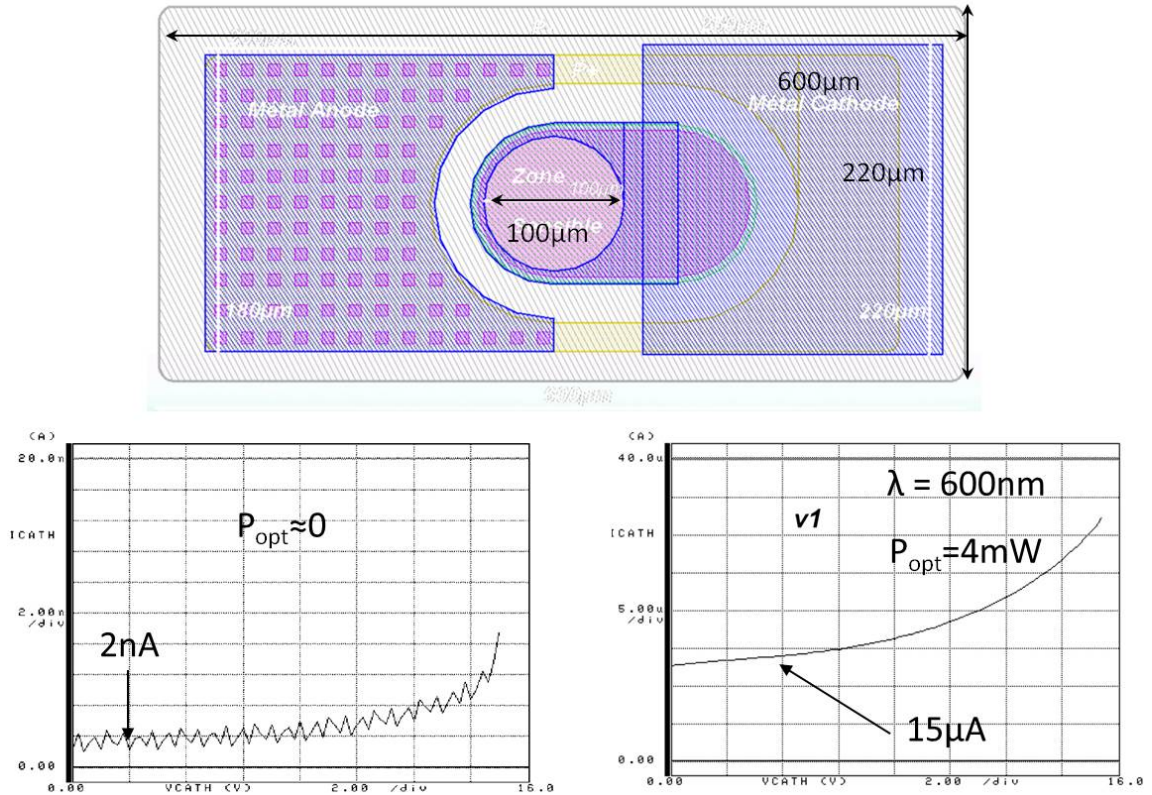 P+
600µm
Metal Anode
Metal Cathode
220µm
Zone 100µm
Sensible
100µm
180µm
220µm
(A)
20.0n
Popt≈0
ICATH
2.00n
/div
2nA
0.00
0.00 VCATH (V) 2.00 /div 16.0
(A)
40.0u
λ = 600nm
v1
ICATH
Popt=4mW
5.00u
/div
15µA
.00
0.00 VCATH (V) 2.00 /div 16.0